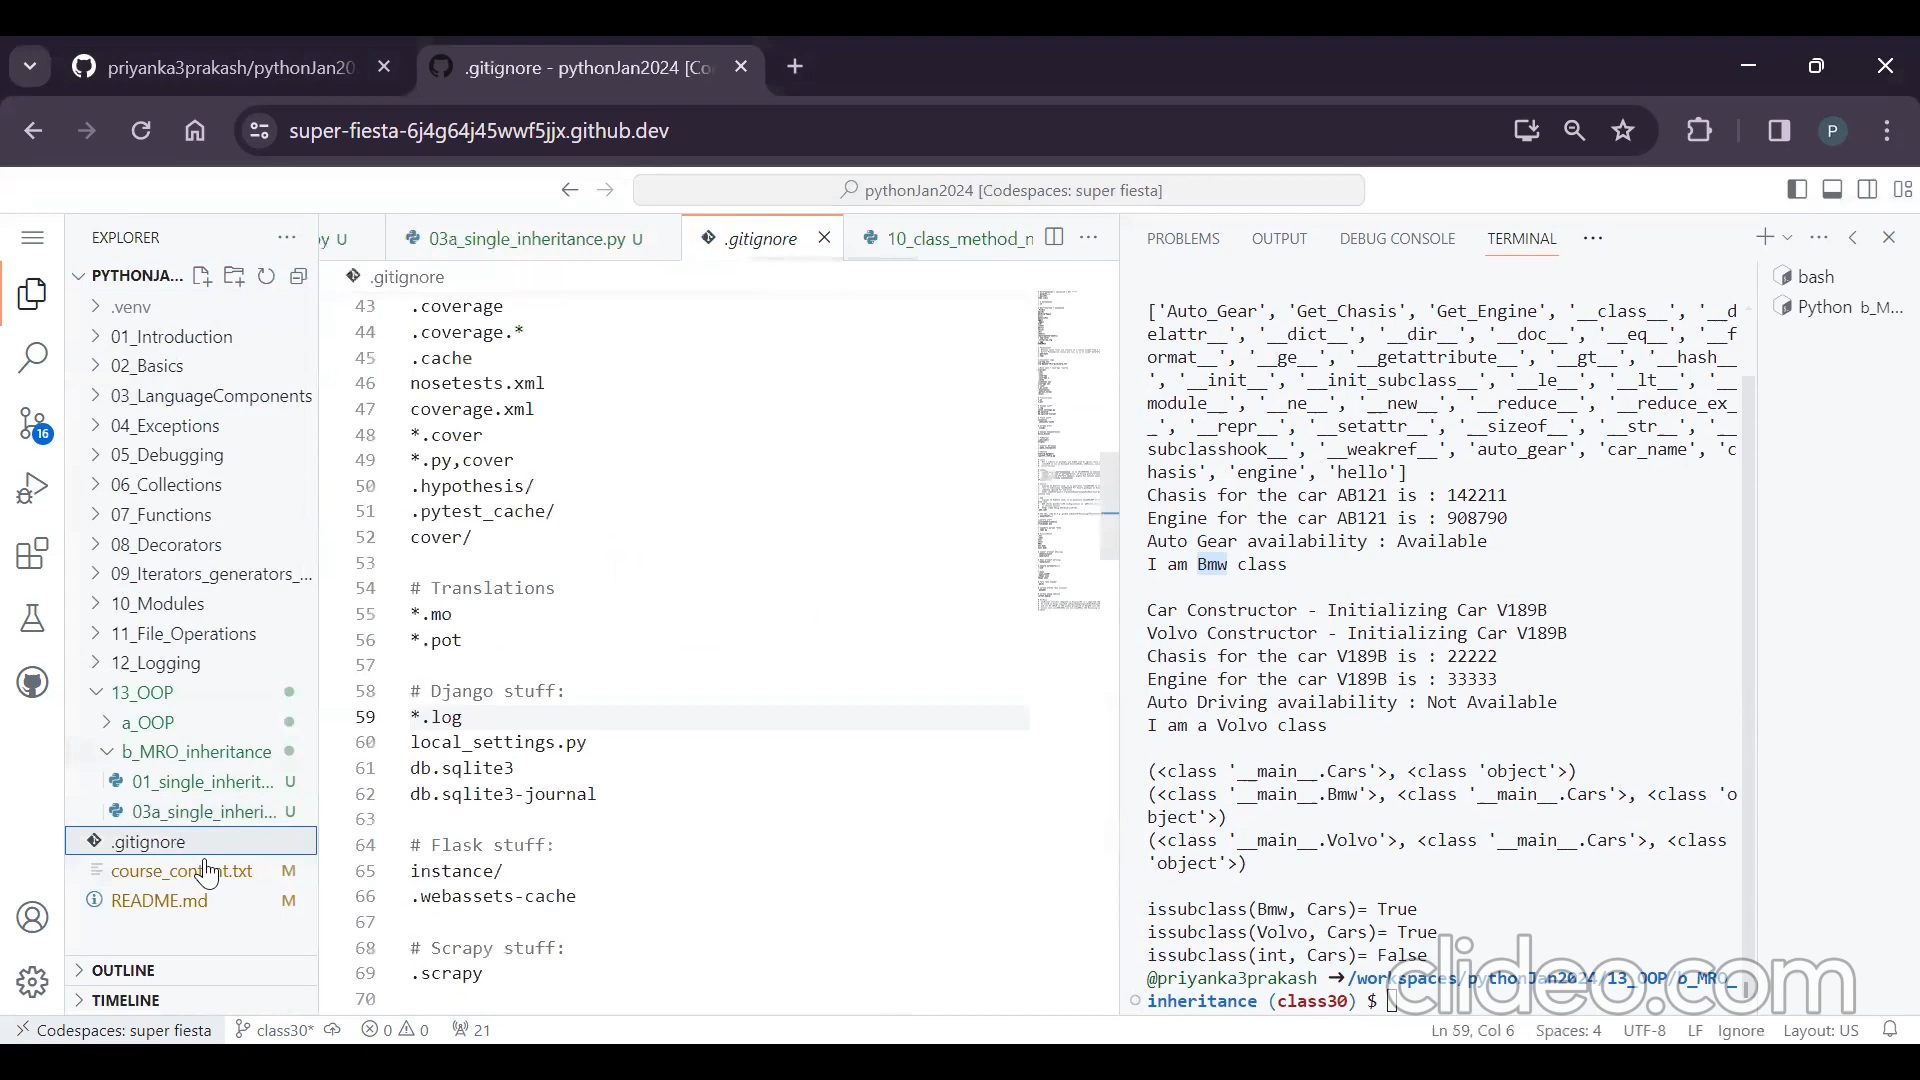 priyanka3prakash/pythonJan20
.gitignore - pythonJan2024 [Co
super-fiesta-6j4g64j45wwf5jjx.github.dev
P
pythonJan2024 [Codespaces: super fiesta]
EXPLORER
PYTHONJA...
.venv
01_Introduction
02_Basics
03_LanguageComponents
04_Exceptions
05_Debugging
06_Collections
07_Functions
08_Decorators
09_Iterators_generators_...
10_Modules
11_File_Operations
12_Logging
13_OOP
a_OOP
b_MRO_inheritance
01_single_inherit... U
03a_single_inheri... U
.gitignore
course_content.txt M
README.md M
OUTLINE
TIMELINE
16
py U
03a_single_inheritance.py U
.gitignore
10_class_method_n
.gitignore
43 .coverage
44 .coverage.*
45 .cache
46 nosetests.xml
47 coverage.xml
48 *.cover
49 *.py,cover
50 .hypothesis/
51 .pytest_cache/
52 cover/
53
54 # Translations
55 *.mo
56 *.pot
57
58 # Django stuff:
59 *.log
60 local_settings.py
61 db.sqlite3
62 db.sqlite3-journal
63
64 # Flask stuff:
65 instance/
66 .webassets-cache
67
68 # Scrapy stuff:
69 .scrapy
70
PROBLEMS OUTPUT DEBUG CONSOLE TERMINAL
bash
Python b_M...
['Auto_Gear', 'Get_Chasis', 'Get_Engine', '__class__', '__d
elattr__', '__dict__', '__dir__', '__doc__', '__eq__', '__f
ormat__', '__ge__', '__getattribute__', '__gt__', '__hash__
', '__init__', '__init_subclass__', '__le__', '__lt__', '__
module__', '__ne__', '__new__', '__reduce__', '__reduce_ex_
_', '__repr__', '__setattr__', '__sizeof__', '__str__', '__
subclasshook__', '__weakref__', 'auto_gear', 'car_name', 'c
hasis', 'engine', 'hello']
Chasis for the car AB121 is : 142211
Engine for the car AB121 is : 908790
Auto Gear availability : Available
I am Bmw class
Car Constructor - Initializing Car V189B
Volvo Constructor - Initializing Car V189B
Chasis for the car V189B is : 22222
Engine for the car V189B is : 33333
Auto Driving availability : Not Available
I am a Volvo class
(<class '__main__.Cars'>, <class 'object'>)
(<class '__main__.Bmw'>, <class '__main__.Cars'>, <class 'o
bject'>)
(<class '__main__.Volvo'>, <class '__main__.Cars'>, <class
'object'>)
issubclass(Bmw, Cars)= True
issubclass(Volvo, Cars)= True
issubclass(int, Cars)= False
@priyanka3prakash ➜/workspaces/pythonJan2024/13_OOP/b_MRO_
inheritance (class30) $
clideo.com
Codespaces: super fiesta
class30*
0 0
21
Ln 59, Col 6 Spaces: 4 UTF-8 LF Ignore Layout: US